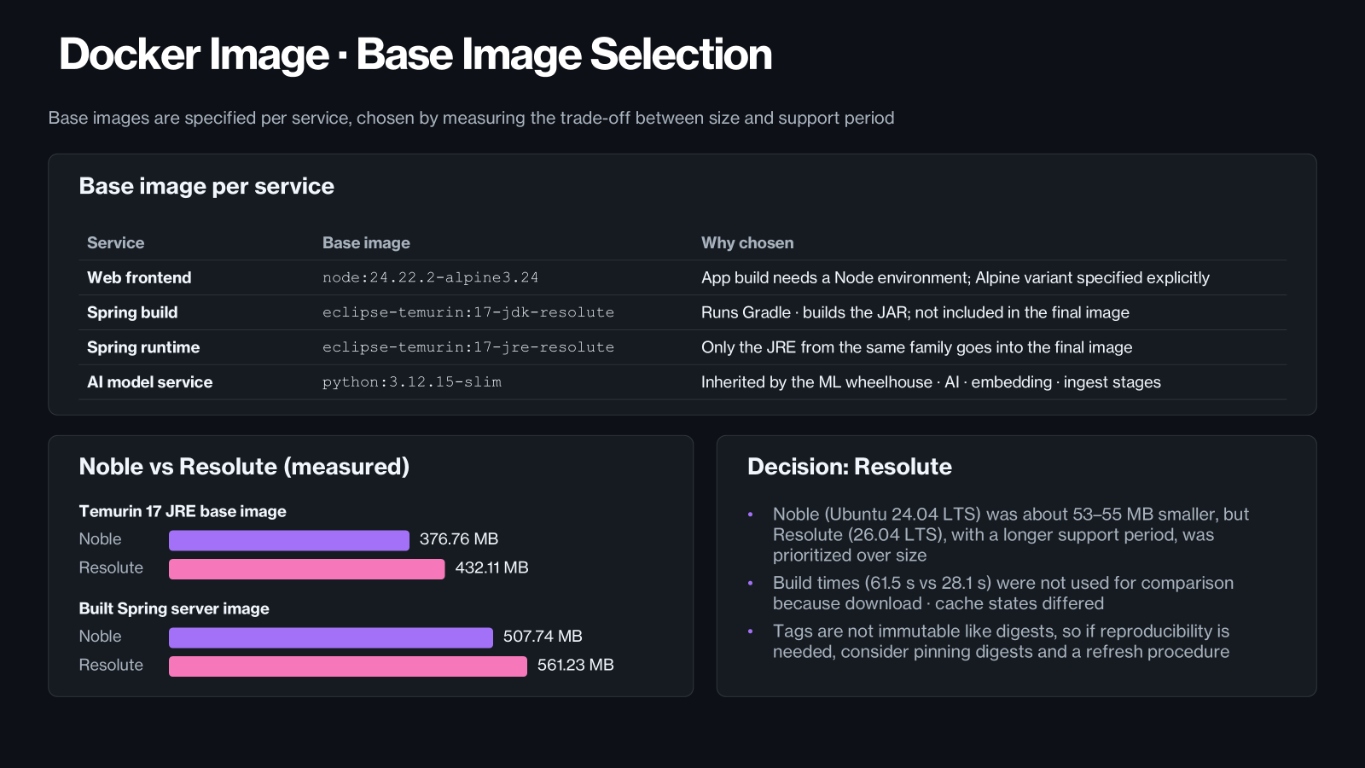 Docker Image · Base Image Selection
Base images are specified per service, chosen by measuring the trade-off between size and support period
Base image per service
Service Base image Why chosen
Web frontend node:24.22.2-alpine3.24 App build needs a Node environment; Alpine variant specified explicitly
Spring build eclipse-temurin:17-jdk-resolute Runs Gradle · builds the JAR; not included in the final image
Spring runtime eclipse-temurin:17-jre-resolute Only the JRE from the same family goes into the final image
AI model service python:3.12.15-slim Inherited by the ML wheelhouse · AI · embedding · ingest stages
Noble vs Resolute (measured)
Temurin 17 JRE base image
Noble 376.76 MB
Resolute 432.11 MB
Built Spring server image
Noble 507.74 MB
Resolute 561.23 MB
Decision: Resolute
• Noble (Ubuntu 24.04 LTS) was about 53–55 MB smaller, but
Resolute (26.04 LTS), with a longer support period, was
prioritized over size
• Build times (61.5 s vs 28.1 s) were not used for comparison
because download · cache states differed
• Tags are not immutable like digests, so if reproducibility is
needed, consider pinning digests and a refresh procedure